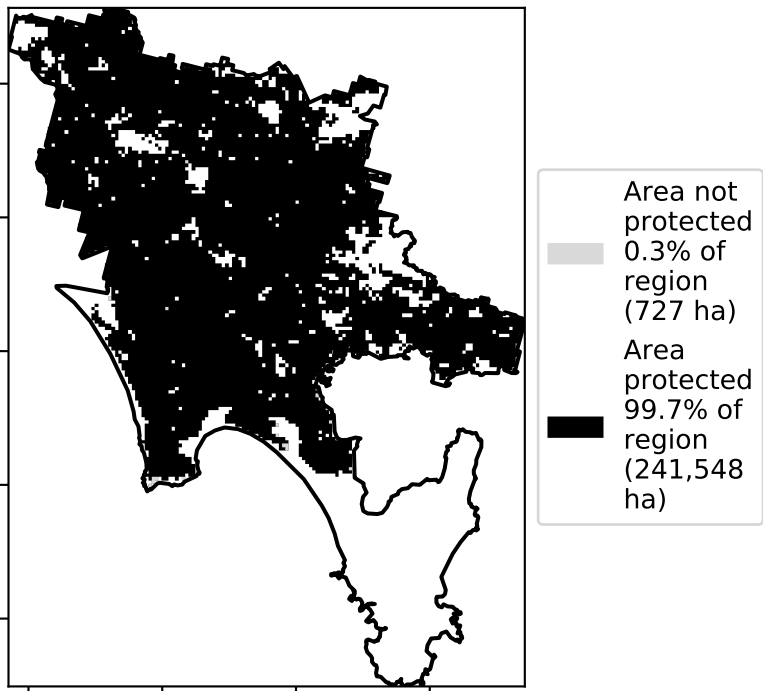 Area not
protected
0.3% of
region
(727 ha)
Area
protected
99.7% of
region
(241,548
ha)